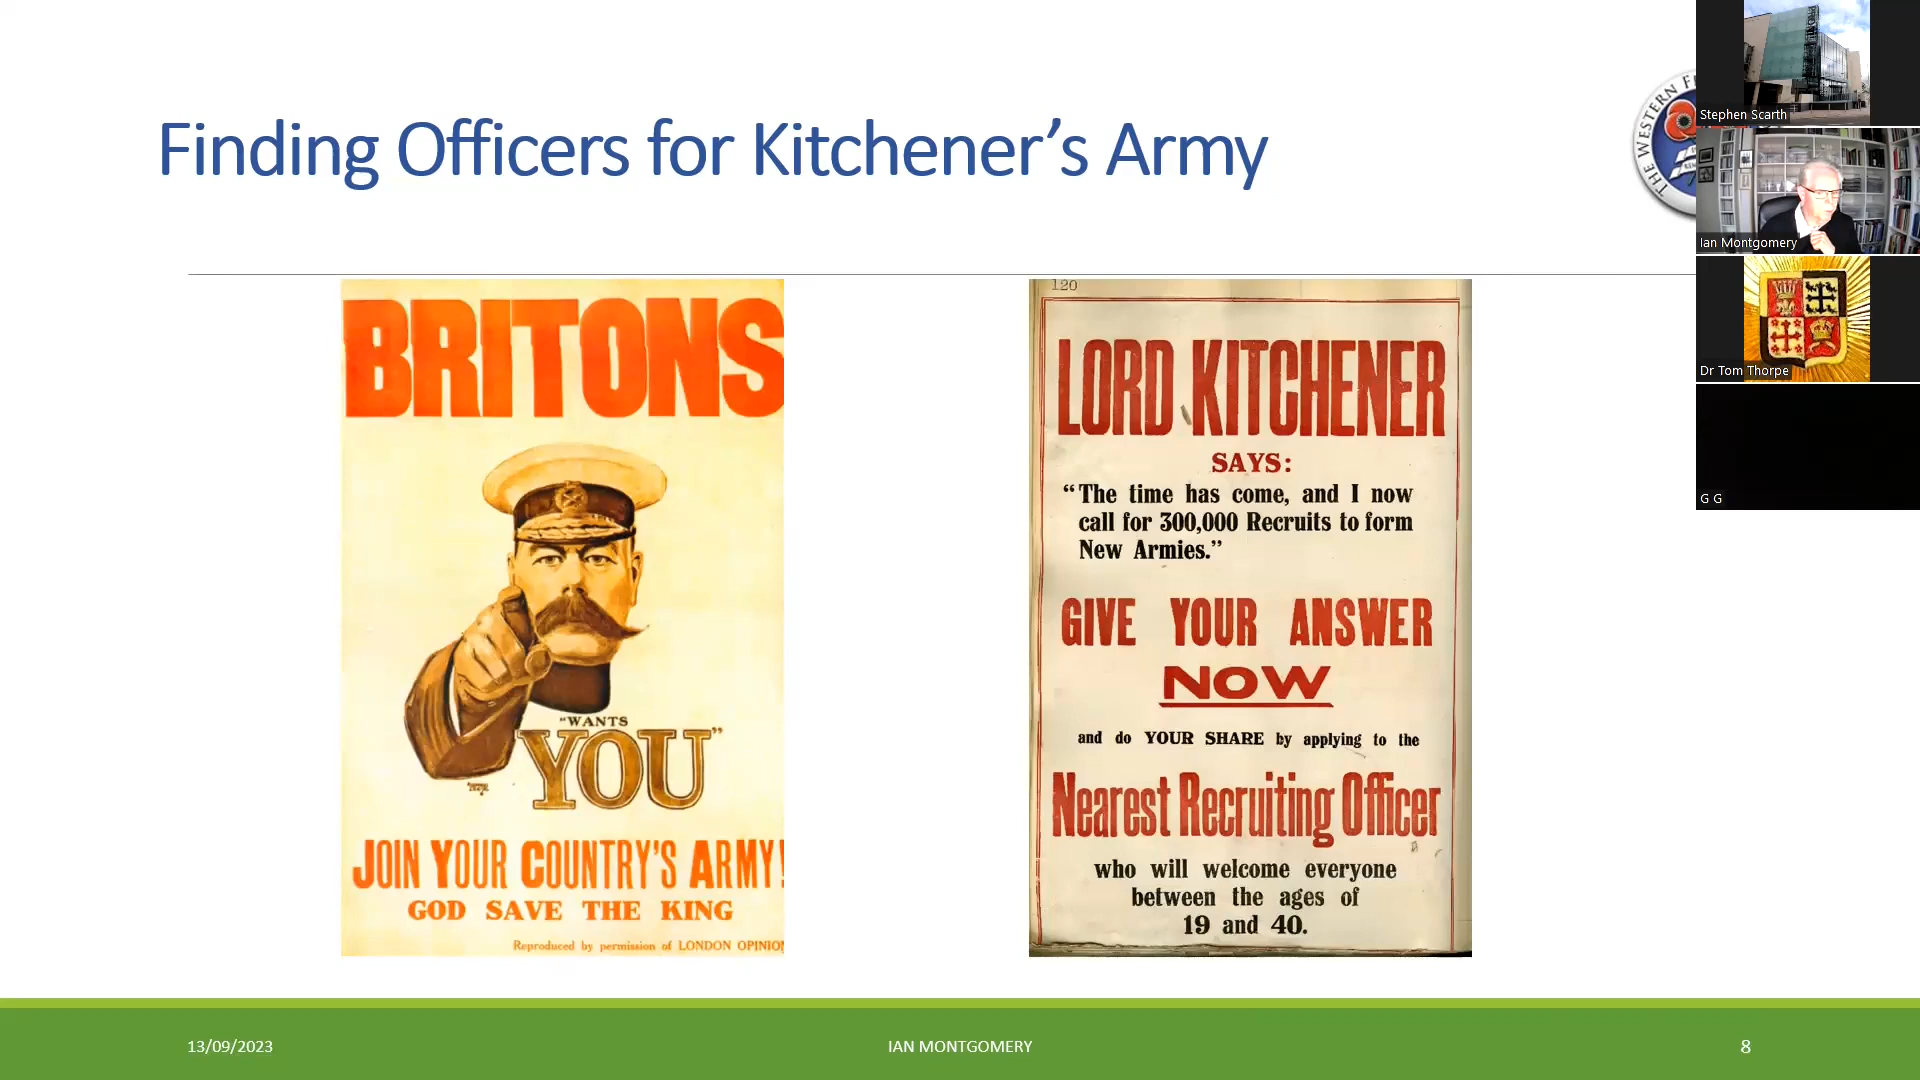 Finding Officers for Kitchener’s Army
THE WESTERN F
BRITONS
"WANTS
YOU"
JOIN YOUR COUNTRY'S ARMY!
GOD SAVE THE KING
Reproduced by permission of LONDON OPINION
120
LORD KITCHENER
SAYS:
“The time has come, and I now
call for 300,000 Recruits to form
New Armies.”
GIVE YOUR ANSWER
NOW
and do YOUR SHARE by applying to the
Nearest Recruiting Officer
who will welcome everyone
between the ages of
19 and 40.
Stephen Scarth
Ian Montgomery
Dr Tom Thorpe
G G
13/09/2023
IAN MONTGOMERY
8